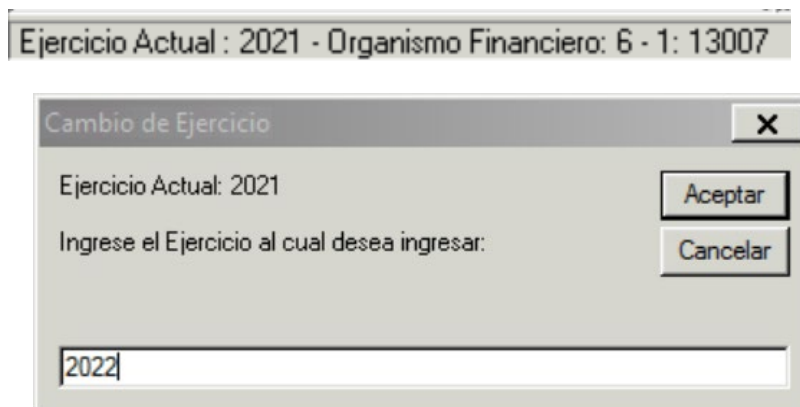 Ejercicio Actual : 2021 - Organismo Financiero: 6 - 1: 13007
Cambio de Ejercicio
Ejercicio Actual: 2021
Aceptar
Ingrese el Ejercicio al cual desea ingresar:
Cancelar
2022